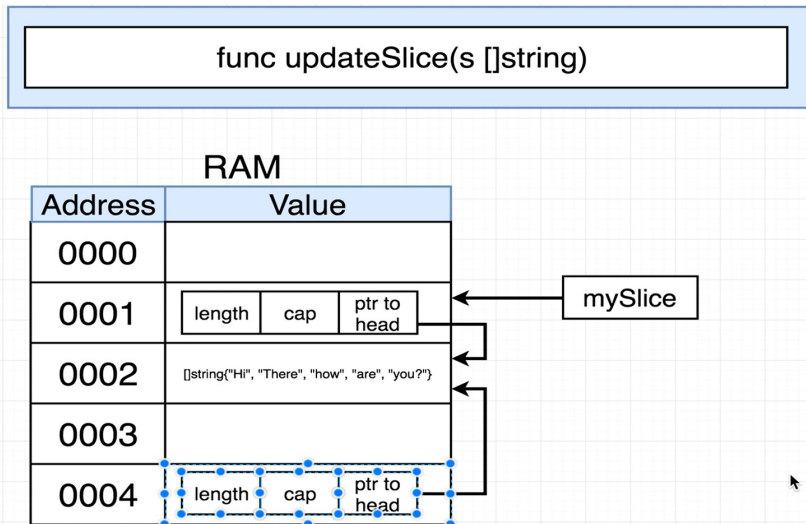 func updateSlice(s []string)
RAM
Address Value
0000
0001 length cap ptr to
head
mySlice
0002 []string{"Hi", "There", "how", "are", "you?"}
0003
0004 length cap ptr to
head